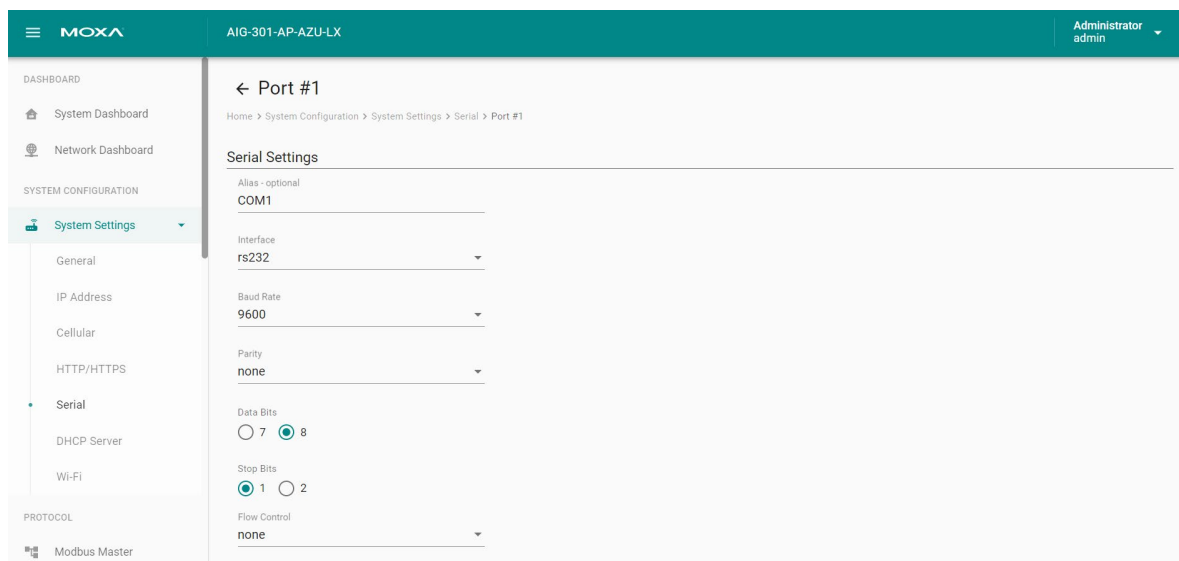 MOXA
AIG-301-AP-AZU-LX
Administrator
admin
DASHBOARD
System Dashboard
Network Dashboard
SYSTEM CONFIGURATION
System Settings
General
IP Address
Cellular
HTTP/HTTPS
Serial
DHCP Server
Wi-Fi
PROTOCOL
Modbus Master
← Port #1
Home > System Configuration > System Settings > Serial > Port #1
Serial Settings
Alias - optional
COM1
Interface
rs232
Baud Rate
9600
Parity
none
Data Bits
7 8
Stop Bits
1 2
Flow Control
none